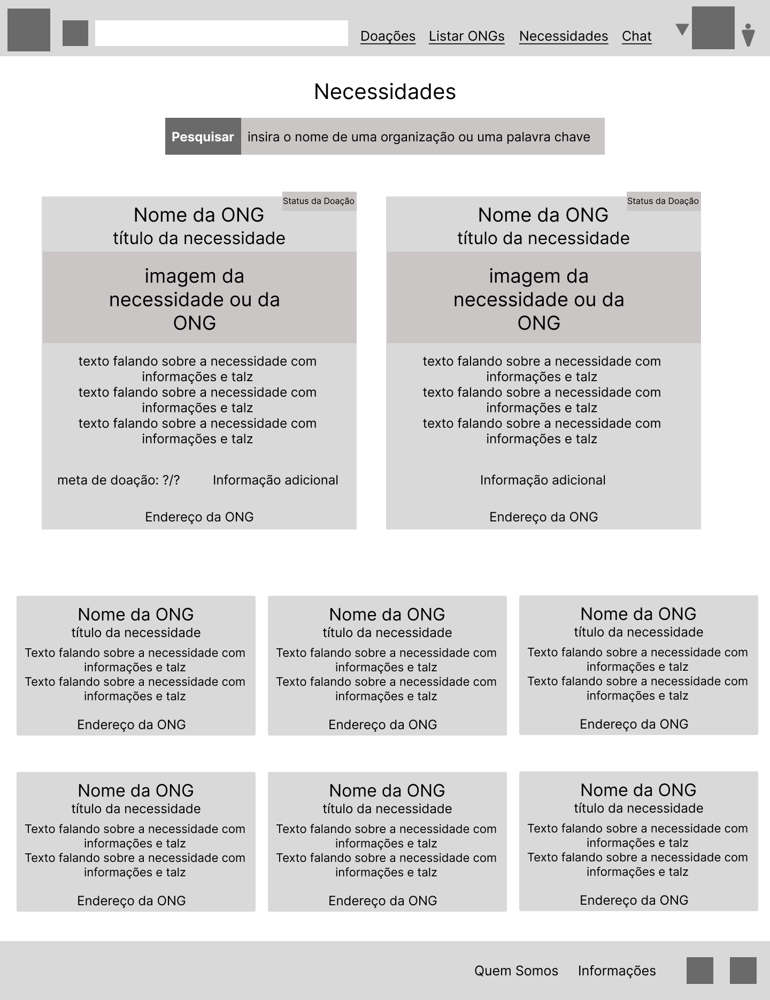 Doações Listar ONGs Necessidades Chat
Necessidades
Pesquisar insira o nome de uma organização ou uma palavra chave
Status da Doação
Nome da ONG
título da necessidade
imagem da
necessidade ou da
ONG
texto falando sobre a necessidade com
informações e talz
texto falando sobre a necessidade com
informações e talz
texto falando sobre a necessidade com
informações e talz
meta de doação: ?/? Informação adicional
Endereço da ONG
Status da Doação
Nome da ONG
título da necessidade
imagem da
necessidade ou da
ONG
texto falando sobre a necessidade com
informações e talz
texto falando sobre a necessidade com
informações e talz
texto falando sobre a necessidade com
informações e talz
Informação adicional
Endereço da ONG
Nome da ONG
título da necessidade
Texto falando sobre a necessidade com
informações e talz
Texto falando sobre a necessidade com
informações e talz
Endereço da ONG
Nome da ONG
título da necessidade
Texto falando sobre a necessidade com
informações e talz
Texto falando sobre a necessidade com
informações e talz
Endereço da ONG
Nome da ONG
título da necessidade
Texto falando sobre a necessidade com
informações e talz
Texto falando sobre a necessidade com
informações e talz
Endereço da ONG
Nome da ONG
título da necessidade
Texto falando sobre a necessidade com
informações e talz
Texto falando sobre a necessidade com
informações e talz
Endereço da ONG
Nome da ONG
título da necessidade
Texto falando sobre a necessidade com
informações e talz
Texto falando sobre a necessidade com
informações e talz
Endereço da ONG
Nome da ONG
título da necessidade
Texto falando sobre a necessidade com
informações e talz
Texto falando sobre a necessidade com
informações e talz
Endereço da ONG
Quem Somos Informações